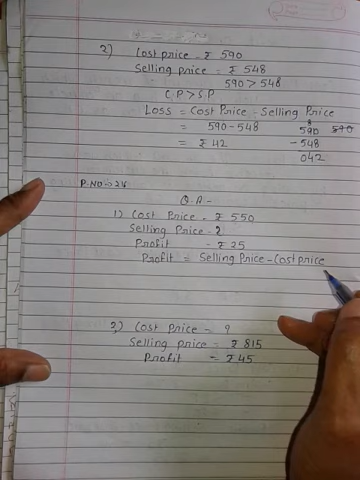 2) Cost price - ₹ 590
Selling price = ₹ 548
590 > 548
C.P > S.P
Loss = Cost Price - Selling Price
= 590 - 548 590
= ₹ 42 - 548
042
P.NO:- 216
Q.A-
1) Cost Price - ₹ 550
Selling Price - ?
Profit - ₹ 25
Profit = Selling Price - Cost price
2) Cost price - ?
Selling price = ₹ 815
Profit = ₹ 45